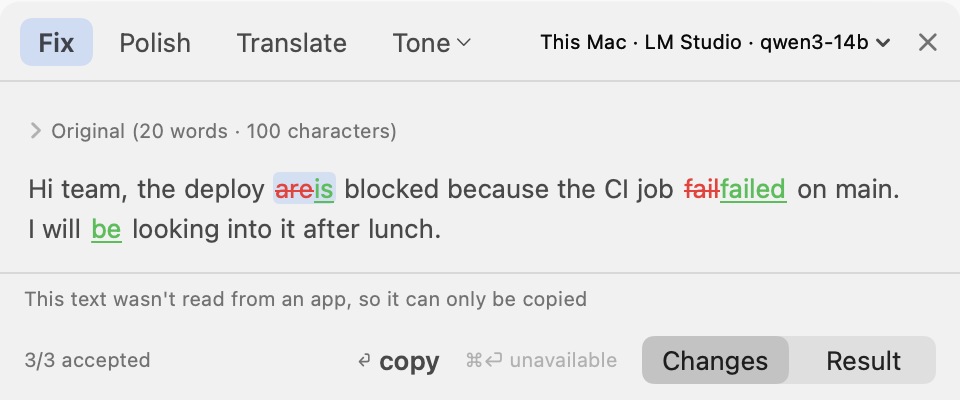 Fix Polish Translate Tone This Mac · LM Studio · qwen3-14b
Original (20 words · 100 characters)
Hi team, the deploy areis blocked because the CI job failfailed on main.
I will be looking into it after lunch.
This text wasn't read from an app, so it can only be copied
3/3 accepted ⏎ copy ⌘⏎ unavailable Changes Result